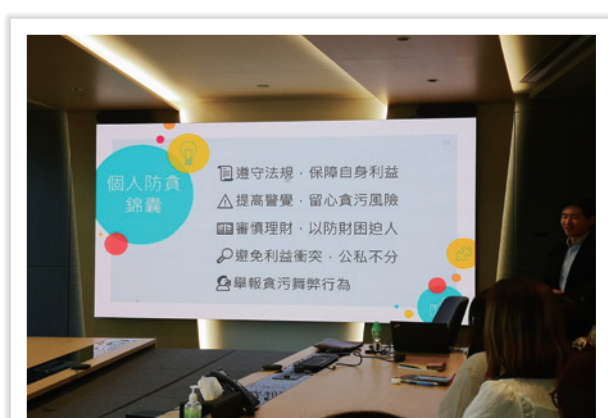 個人防貪
錦囊
遵守法規，保障自身利益
提高警覺，留心貪污風險
審慎理財，以防財困迫人
避免利益衝突，公私不分
舉報貪污舞弊行為